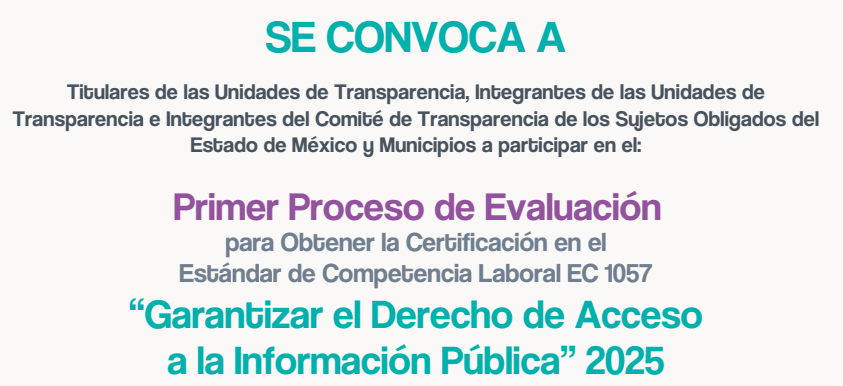 SE CONVOCA A
Titulares de las Unidades de Transparencia, Integrantes de las Unidades de
Transparencia e Integrantes del Comité de Transparencia de los Sujetos Obligados del
Estado de México y Municipios a participar en el:
Primer Proceso de Evaluación
para Obtener la Certificación en el
Estándar de Competencia Laboral EC 1057
“Garantizar el Derecho de Acceso
a la Información Pública” 2025